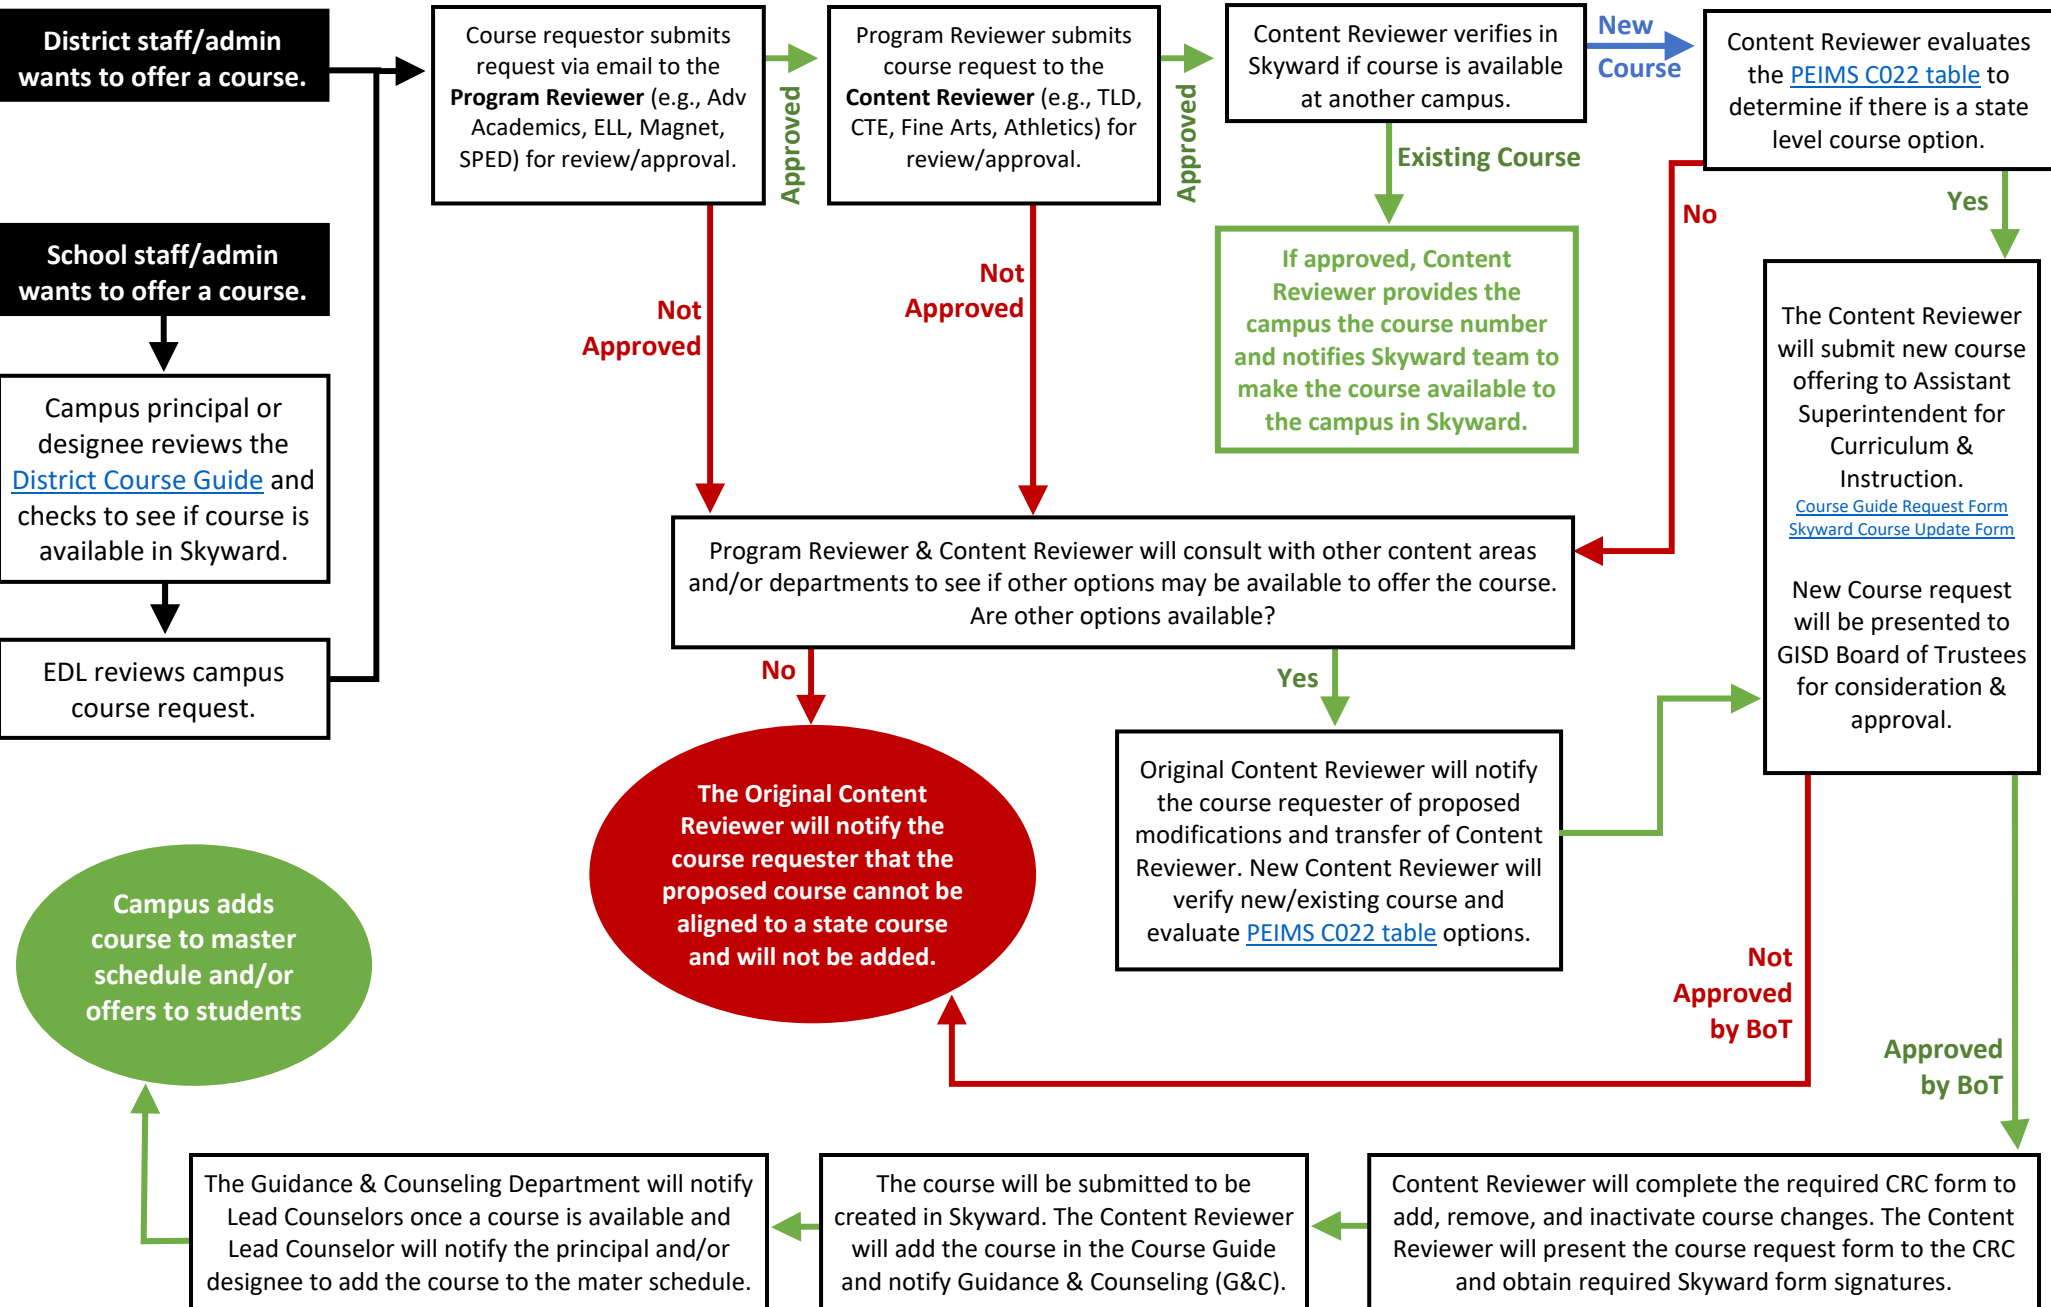 District staff/admin
wants to offer a course.
School staff/admin
wants to offer a course.
Campus principal or
designee reviews the
District Course Guide and
checks to see if course is
available in Skyward.
EDL reviews campus
course request.
Course requestor submits
request via email to the
Program Reviewer (e.g., Adv
Academics, ELL, Magnet,
SPED) for review/approval.
Approved
Not
Approved
Program Reviewer submits
course request to the
Content Reviewer (e.g., TLD,
CTE, Fine Arts, Athletics) for
review/approval.
Approved
Not
Approved
Content Reviewer verifies in
Skyward if course is available
at another campus.
New
Course
Existing Course
If approved, Content
Reviewer provides the
campus the course number
and notifies Skyward team to
make the course available to
the campus in Skyward.
Content Reviewer evaluates
the PEIMS C022 table to
determine if there is a state
level course option.
No
Yes
The Content Reviewer
will submit new course
offering to Assistant
Superintendent for
Curriculum &
Instruction.
Course Guide Request Form
Skyward Course Update Form
New Course request
will be presented to
GISD Board of Trustees
for consideration &
approval.
Program Reviewer & Content Reviewer will consult with other content areas
and/or departments to see if other options may be available to offer the course.
Are other options available?
No
Yes
The Original Content
Reviewer will notify the
course requester that the
proposed course cannot be
aligned to a state course
and will not be added.
Original Content Reviewer will notify
the course requester of proposed
modifications and transfer of Content
Reviewer. New Content Reviewer will
verify new/existing course and
evaluate PEIMS C022 table options.
Not
Approved
by BoT
Approved
by BoT
Content Reviewer will complete the required CRC form to
add, remove, and inactivate course changes. The Content
Reviewer will present the course request form to the CRC
and obtain required Skyward form signatures.
The course will be submitted to be
created in Skyward. The Content Reviewer
will add the course in the Course Guide
and notify Guidance & Counseling (G&C).
The Guidance & Counseling Department will notify
Lead Counselors once a course is available and
Lead Counselor will notify the principal and/or
designee to add the course to the mater schedule.
Campus adds
course to master
schedule and/or
offers to students